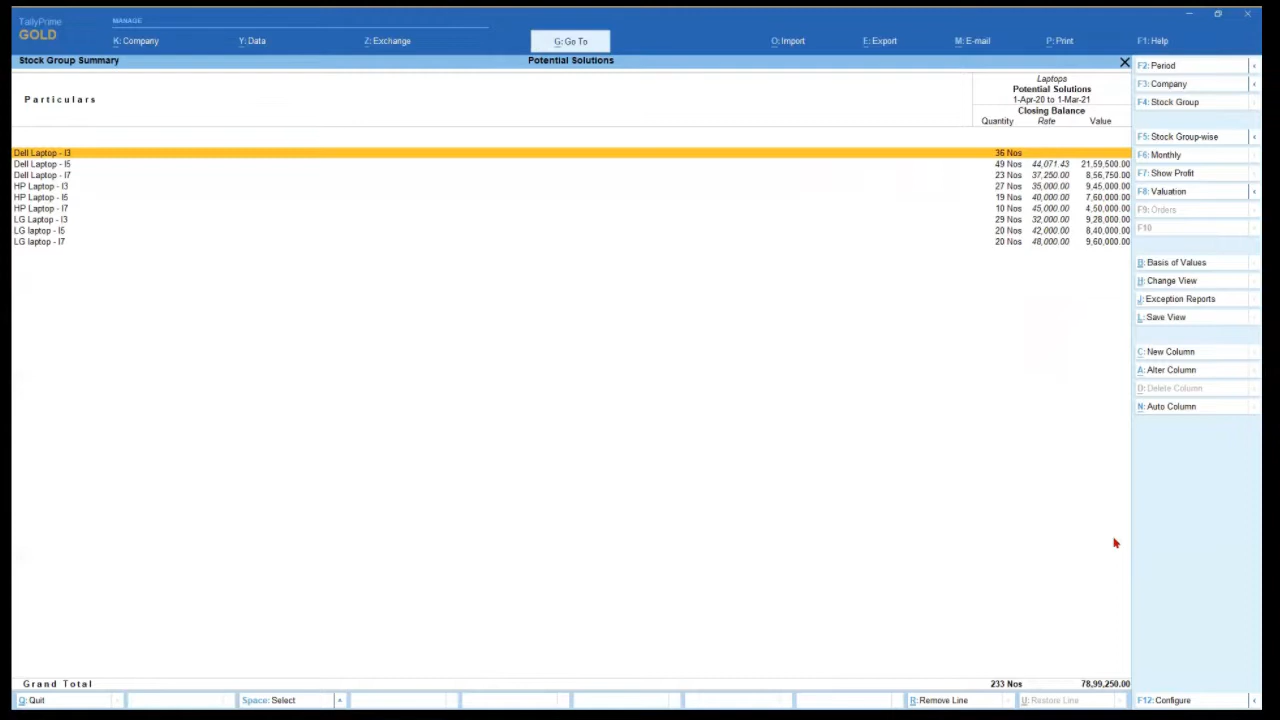 TallyPrime
GOLD
MANAGE
K: Company
Y: Data
Z: Exchange
G: Go To
O: Import
E: Export
M: E-mail
P: Print
F1: Help
Stock Group Summary
Potential Solutions
F2: Period
F3: Company
F4: Stock Group
F5: Stock Group-wise
F6: Monthly
F7: Show Profit
F8: Valuation
F9: Orders
F10
B: Basis of Values
H: Change View
J: Exception Reports
L: Save View
C: New Column
A: Alter Column
D: Delete Column
N: Auto Column
Particulars
Laptops
Potential Solutions
1-Apr-20 to 1-Mar-21
Closing Balance
Quantity Rate Value
Dell Laptop - I3 36 Nos
Dell Laptop - I5 49 Nos 44,071.43 21,59,500.00
Dell Laptop - I7 23 Nos 37,250.00 8,56,750.00
HP Laptop - I3 27 Nos 35,000.00 9,45,000.00
HP Laptop - I5 19 Nos 40,000.00 7,60,000.00
HP Laptop - I7 10 Nos 45,000.00 4,50,000.00
LG Laptop - I3 29 Nos 32,000.00 9,28,000.00
LG laptop - I5 20 Nos 42,000.00 8,40,000.00
LG laptop - I7 20 Nos 48,000.00 9,60,000.00
Grand Total 233 Nos 78,99,250.00
Q: Quit
Space: Select
R: Remove Line
U: Restore Line
F12: Configure